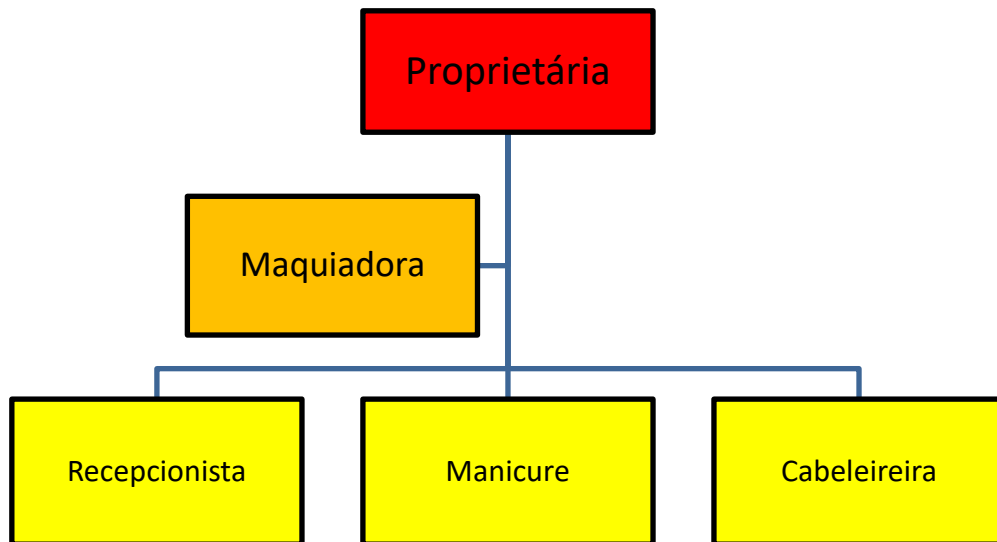 Proprietária
Maquiadora
Recepcionista
Manicure
Cabeleireira